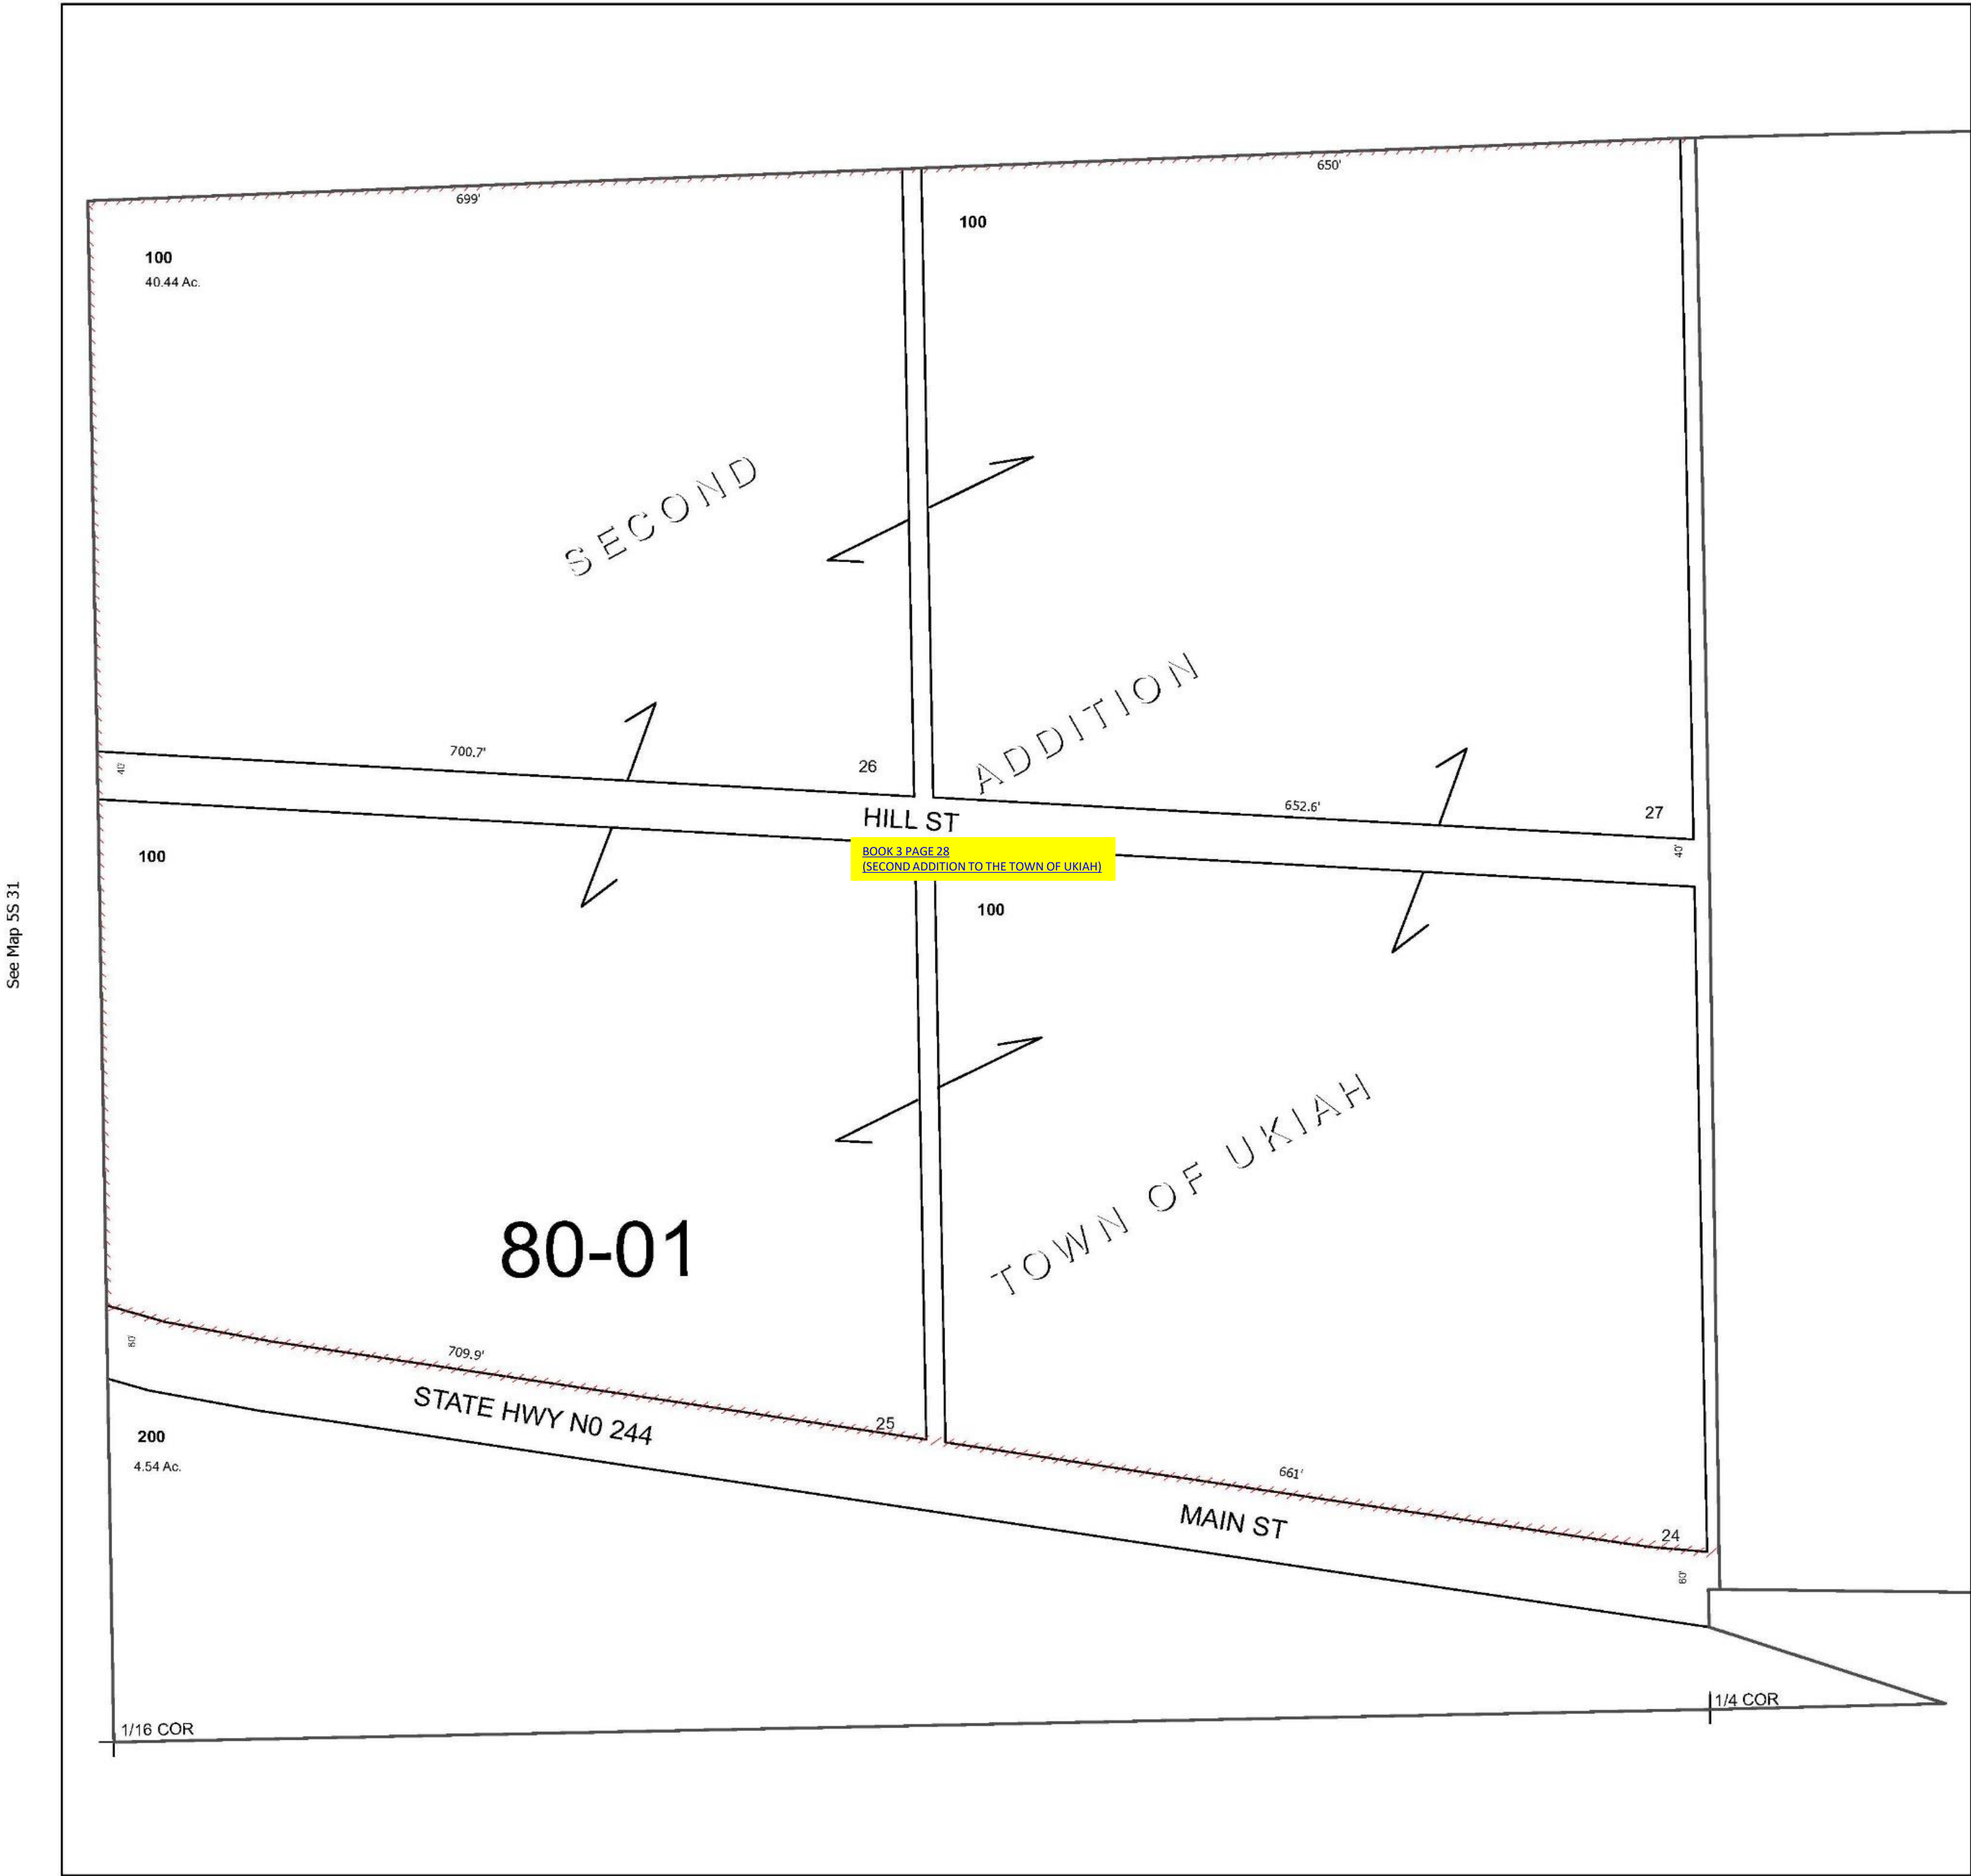 650'
699'
100
100
40.44 Ac.
SECOND
ADDITION
700.7'
26
40'
652.6'
27
HILL ST
40'
BOOK 3 PAGE 28
(SECOND ADDITION TO THE TOWN OF UKIAH)
100
100
See Map 5S 31
TOWN OF UKIAH
80-01
60'
709.9'
STATE HWY N0 244
25
200
4.54 Ac.
661'
MAIN ST
24
60'
1/4 COR
1/16 COR